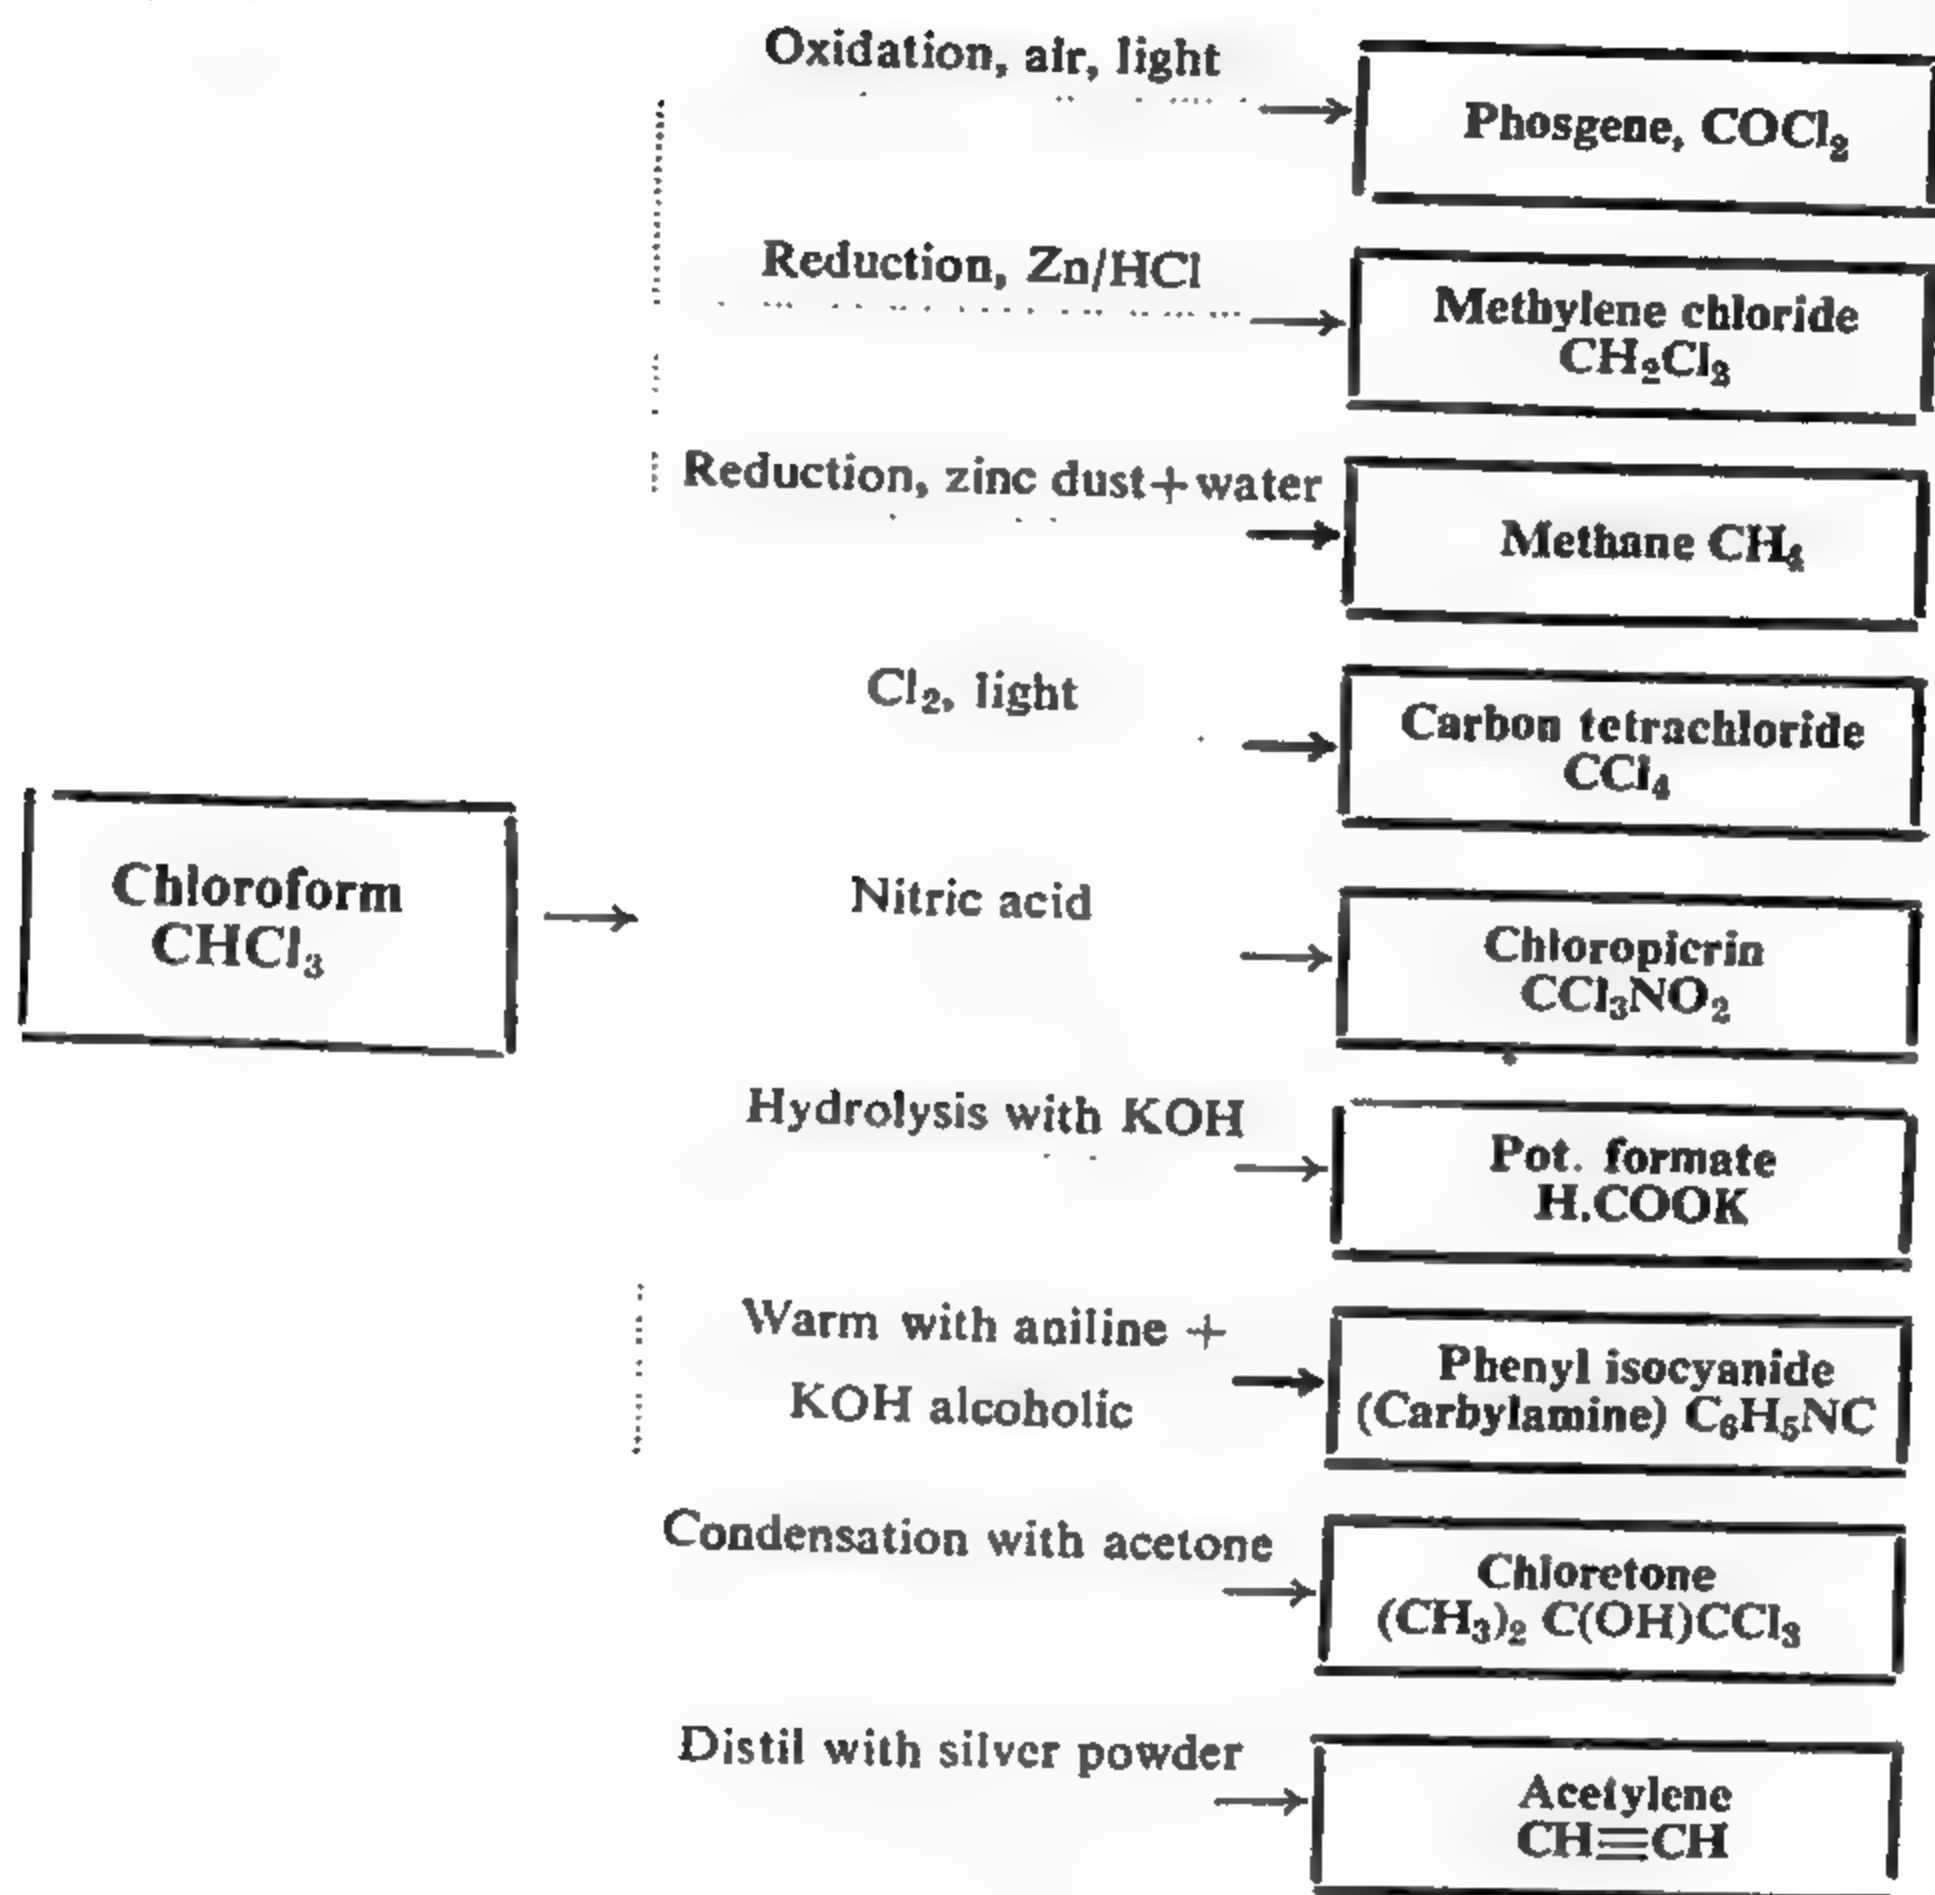 Oxidation, air, light
Phosgene, COCl₂
Reduction, Zn/HCl
Methylene chloride
CH₂Cl₂
Reduction, zinc dust+water
Methane CH₄
Cl₂, light
Carbon tetrachloride
CCl₄
Chloroform
CHCl₃
Nitric acid
Chloropicrin
CCl₃NO₂
Hydrolysis with KOH
Pot. formate
H.COOK
Warm with aniline +
KOH alcoholic
Phenyl isocyanide
(Carbylamine) C₆H₅NC
Condensation with acetone
Chloretone
(CH₃)₂ C(OH)CCl₃
Distil with silver powder
Acetylene
CH≡CH